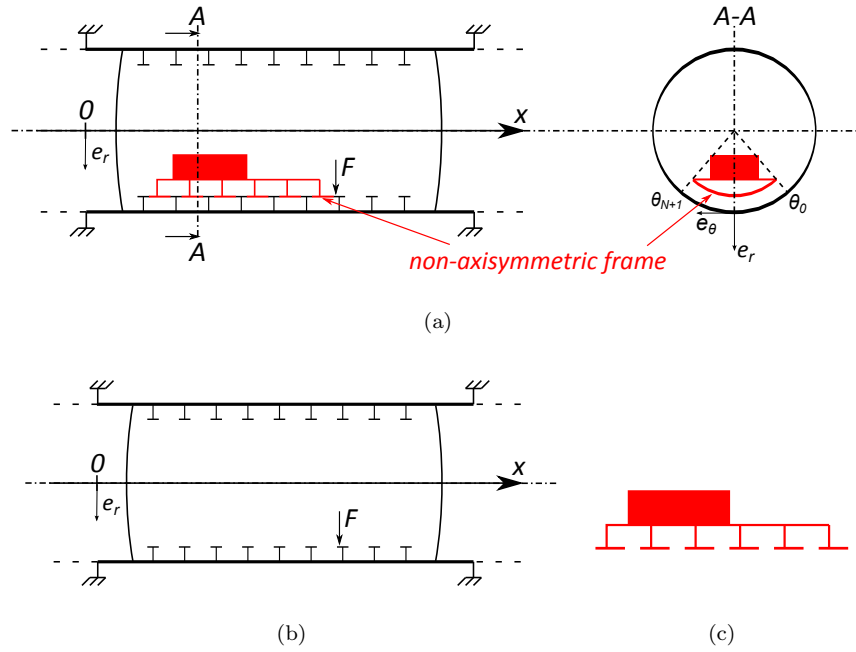 A
A-A
0
x
e_r
F
θ_{N+1}
θ_0
e_θ
e_r
A
non-axisymmetric frame
(a)
0
x
e_r
F
(b)
(c)